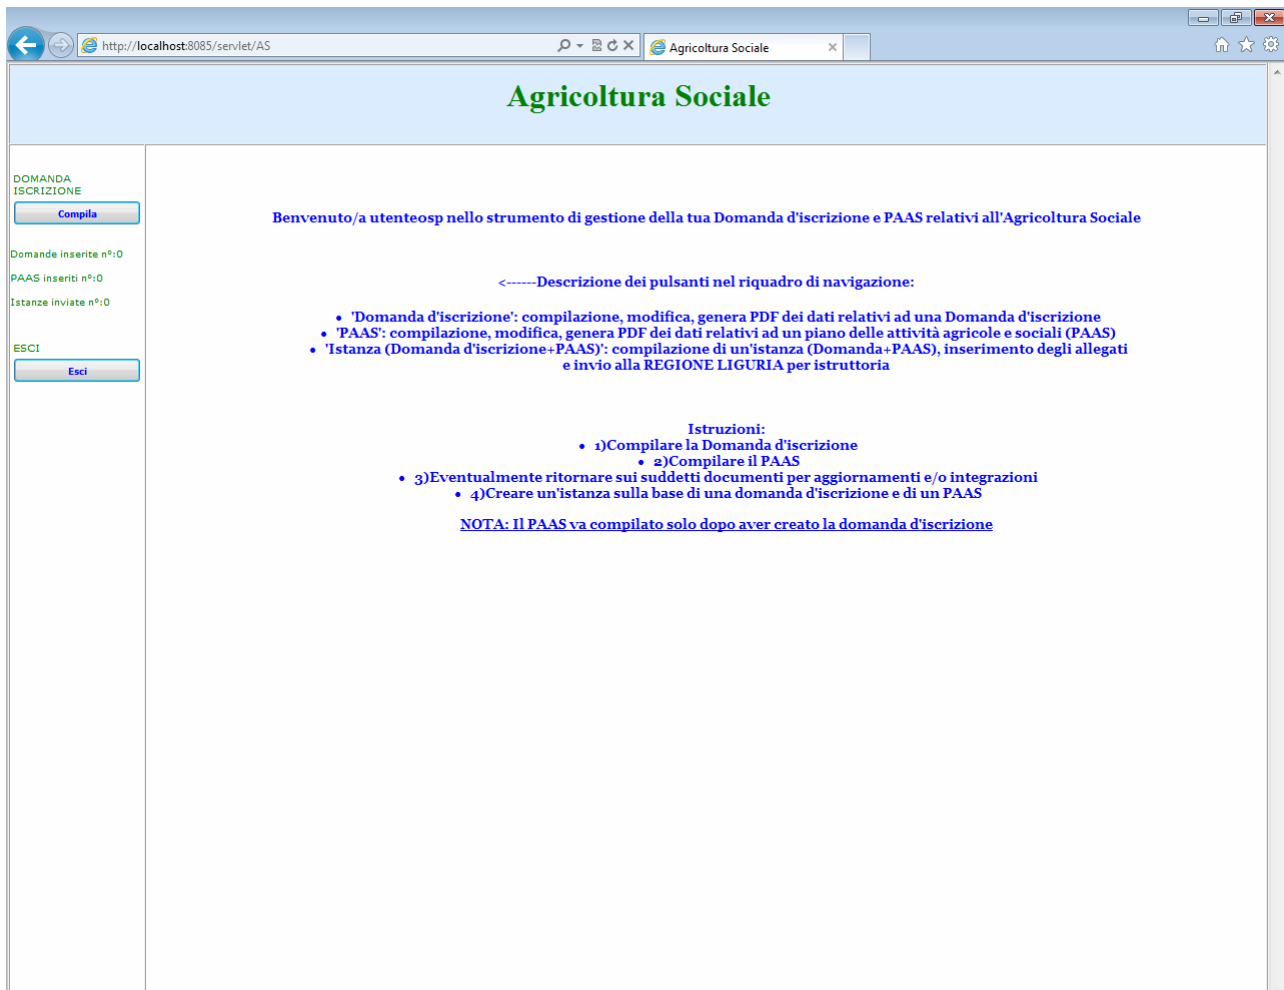 http://localhost:8085/servlet/AS
Agricoltura Sociale
Agricoltura Sociale
DOMANDA
ISCRIZIONE
Compila
Domande inserite n°:0
PAAS inseriti n°:0
Istanze inviate n°:0
ESCI
Esci
Benvenuto/a utenteosp nello strumento di gestione della tua Domanda d'iscrizione e PAAS relativi all'Agricoltura Sociale
<------Descrizione dei pulsanti nel riquadro di navigazione:
• 'Domanda d'iscrizione': compilazione, modifica, genera PDF dei dati relativi ad una Domanda d'iscrizione
• 'PAAS': compilazione, modifica, genera PDF dei dati relativi ad un piano delle attività agricole e sociali (PAAS)
• 'Istanza (Domanda d'iscrizione+PAAS)': compilazione di un'istanza (Domanda+PAAS), inserimento degli allegati
e invio alla REGIONE LIGURIA per istruttoria
Istruzioni:
• 1)Compilare la Domanda d'iscrizione
• 2)Compilare il PAAS
• 3)Eventualmente ritornare sui suddetti documenti per aggiornamenti e/o integrazioni
• 4)Creare un'istanza sulla base di una domanda d'iscrizione e di un PAAS
NOTA: Il PAAS va compilato solo dopo aver creato la domanda d'iscrizione